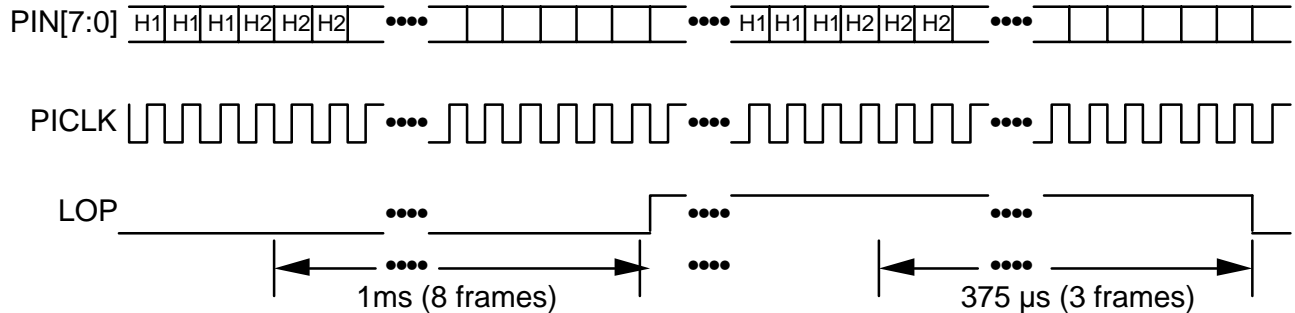 PIN[7:0] H1 H1 H1 H2 H2 H2 H1 H1 H1 H2 H2 H2
PICLK
LOP
1ms (8 frames) 375 µs (3 frames)